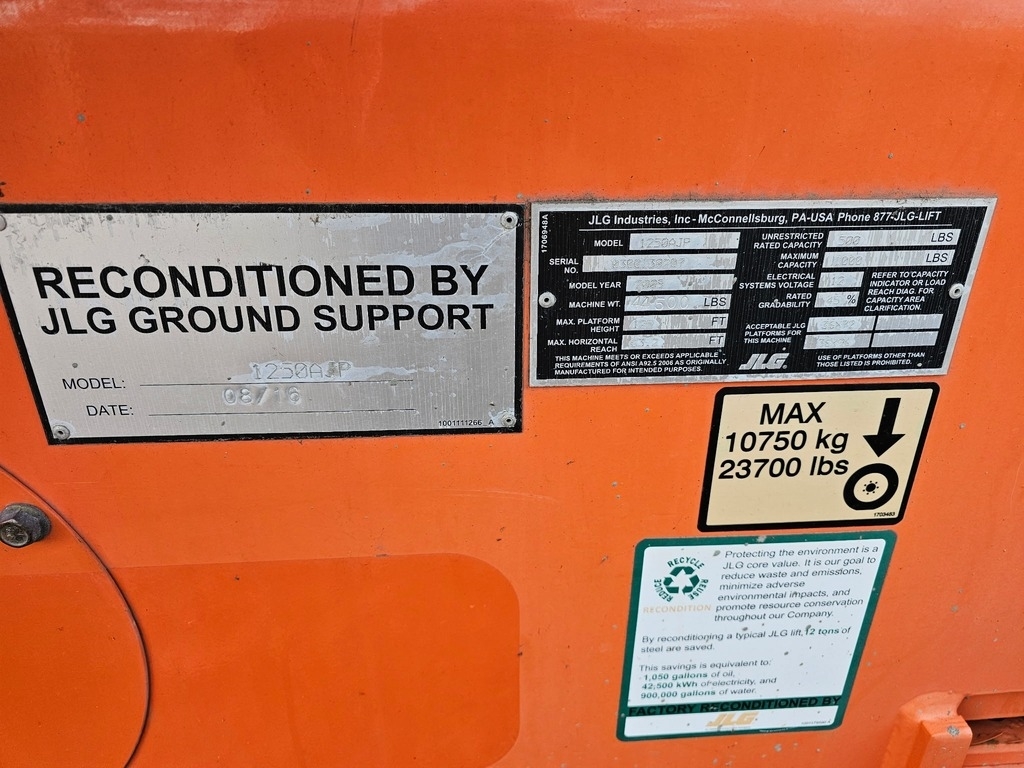 RECONDITIONED BY
JLG GROUND SUPPORT
MODEL: 1250AJP
DATE: 08/16
1001111266 A
1706948A
JLG Industries, Inc - McConnellsburg, PA-USA Phone 877-JLG-LIFT
MODEL 1250AJP
SERIAL NO.
MODEL YEAR
MACHINE WT. LBS
MAX. PLATFORM HEIGHT FT
MAX. HORIZONTAL REACH FT
UNRESTRICTED RATED CAPACITY 500 LBS
MAXIMUM CAPACITY LBS
ELECTRICAL SYSTEMS VOLTAGE
RATED GRADABILITY 45 %
REFER TO CAPACITY
INDICATOR OR LOAD
REACH DIAG. FOR
CAPACITY AREA
CLARIFICATION.
ACCEPTABLE JLG
PLATFORMS FOR
THIS MACHINE
THIS MACHINE MEETS OR EXCEEDS APPLICABLE
REQUIREMENTS OF ANSI A92.5 2006 AS ORIGINALLY
MANUFACTURED FOR INTENDED PURPOSES.
JLG
USE OF PLATFORMS OTHER THAN
THOSE LISTED IS PROHIBITED.
MAX
10750 kg
23700 lbs
1703463
RECYCLE
REUSE
REDUCE
RECONDITION
Protecting the environment is a
JLG core value. It is our goal to
reduce waste and emissions,
minimize adverse
environmental impacts, and
promote resource conservation
throughout our Company.
By reconditioning a typical JLG lift, 12 tons of
steel are saved.
This savings is equivalent to:
1,050 gallons of oil,
42,500 kWh of electricity, and
900,000 gallons of water.
FACTORY RECONDITIONED BY
JLG